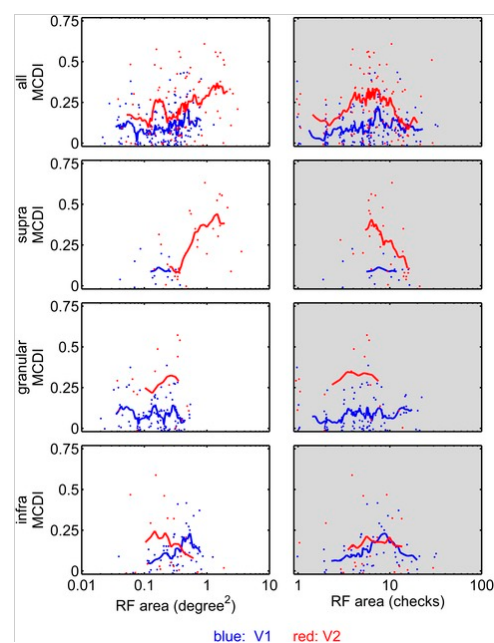 all
MCDI
0.75
0.5
0.25
0
supra
MCDI
0.75
0.5
0.25
0
granular
MCDI
0.75
0.5
0.25
0
infra
MCDI
0.75
0.5
0.25
0
0.01 0.1 1 10
1 10 100
RF area (degree²)
RF area (checks)
blue: V1 red: V2